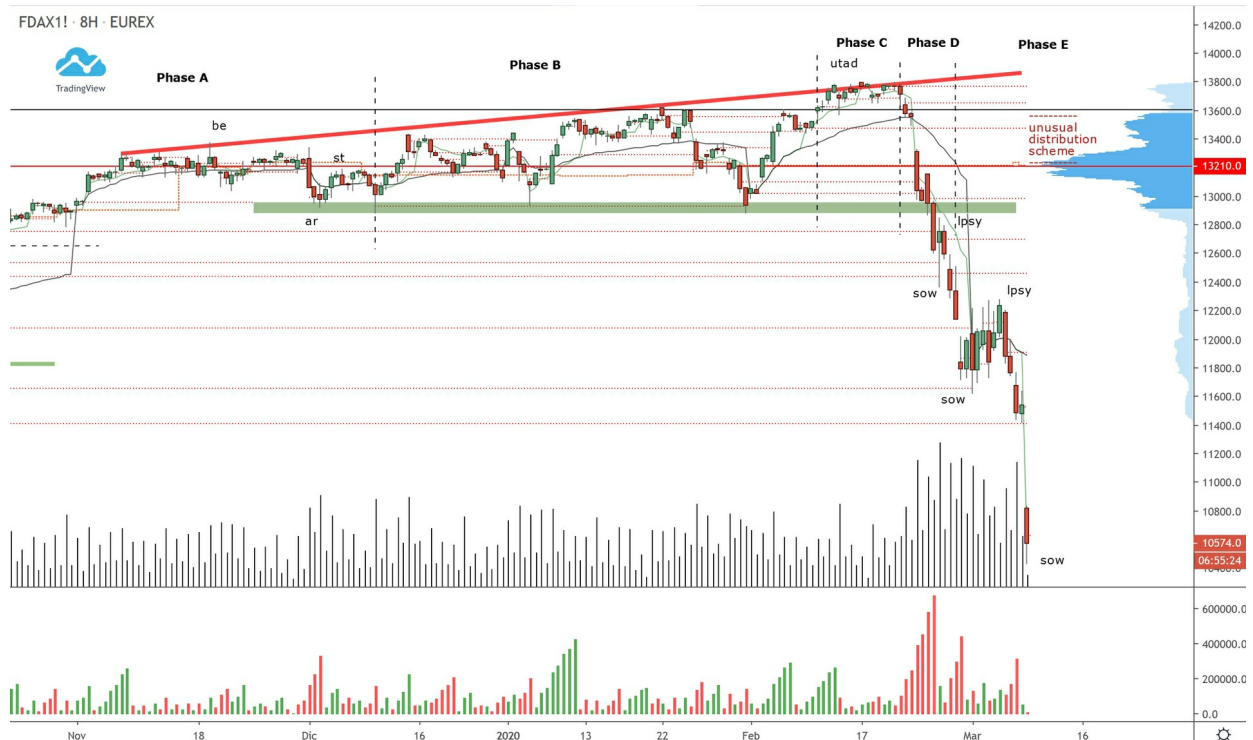 FDAX1! · 8H · EUREX
TradingView
Phase A
Phase B
Phase C
Phase D
Phase E
utad
be
st
ar
lpsy
sow
lpsy
sow
sow
unusual
distribution
scheme
14200.0
14000.0
13800.0
13600.0
13400.0
13210.0
13000.0
12800.0
12600.0
12400.0
12200.0
12000.0
11800.0
11600.0
11400.0
11200.0
11000.0
10800.0
10574.0
06:55:24
600000.0
400000.0
200000.0
0.0
Nov
18
Dic
16
2020
13
22
Feb
17
Mar
16